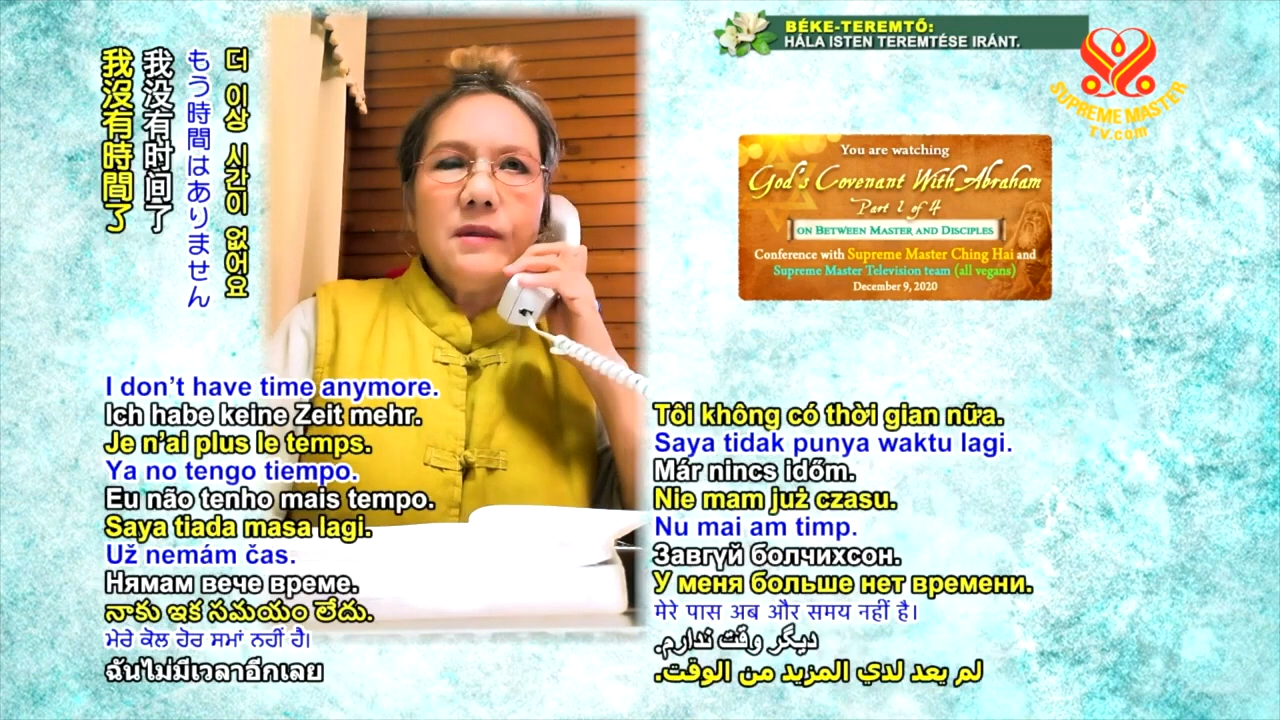 BÉKE-TEREMTŐ:
HÁLA ISTEN TEREMTÉSE IRÁNT.
SUPREME MASTER
TV.com
我沒有時間了
我没有时间了
もう時間はありません
더 이상 시간이 없어요
You are watching
God's Covenant With Abraham
Part 1 of 4
ON BETWEEN MASTER AND DISCIPLES
Conference with Supreme Master Ching Hai and
Supreme Master Television team (all vegans)
December 9, 2020
I don't have time anymore.
Ich habe keine Zeit mehr.
Je n'ai plus le temps.
Ya no tengo tiempo.
Eu não tenho mais tempo.
Saya tiada masa lagi.
Už nemám čas.
Нямам вече време.
నాకు ఇక సమయం లేదు.
ਮੇਰੇ ਕੋਲ ਹੋਰ ਸਮਾਂ ਨਹੀਂ ਹੈ।
ฉันไม่มีเวลาอีกเลย
Tôi không có thời gian nữa.
Saya tidak punya waktu lagi.
Már nincs időm.
Nie mam już czasu.
Nu mai am timp.
Завгүй болчихсон.
У меня больше нет времени.
मेरे पास अब और समय नहीं है।
دیگر وقت ندارم.
لم يعد لدي المزيد من الوقت.